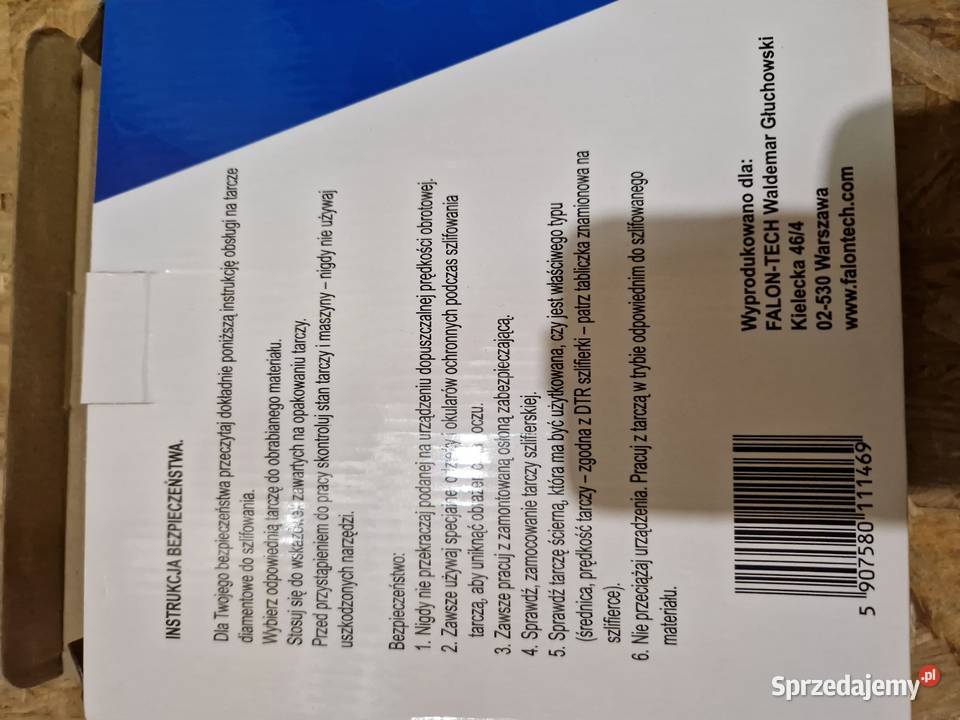 INSTRUKCJA BEZPIECZEŃSTWA.
Dla Twojego bezpieczeństwa przeczytaj dokładnie poniższą instrukcję obsługi na tarcze
diamentowe do szlifowania.
Wybierz odpowiednią tarczę do obrabianego materiału.
Stosuj się do wskazówek zawartych na opakowaniu tarczy.
Przed przystąpieniem do pracy skontroluj stan tarczy i maszyny – nigdy nie używaj
uszkodzonych narzędzi.
Bezpieczeństwo:
1. Nigdy nie przekraczaj podanej na urządzeniu dopuszczalnej prędkości obrotowej.
2. Zawsze używaj specjalnej odzieży i okularów ochronnych podczas szlifowania
tarczą, aby uniknąć obrażeń oczu.
3. Zawsze pracuj z zamontowaną osłoną zabezpieczającą.
4. Sprawdź, zamocowanie tarczy szlifierskiej.
5. Sprawdź tarczę ścierną, która ma być użytkowana, czy jest właściwego typu
(średnica, prędkość tarczy – zgodna z DTR szlifierki – patrz tabliczka znamionowa na
szlifierce).
6. Nie przeciążaj urządzenia. Pracuj z tarczą w trybie odpowiednim do szlifowanego
materiału.
Wyprodukowano dla:
FALON-TECH Waldemar Głuchowski
Kielecka 46/4
02-530 Warszawa
www.falontech.com
5 907580 111469
Sprzedajemy.pl